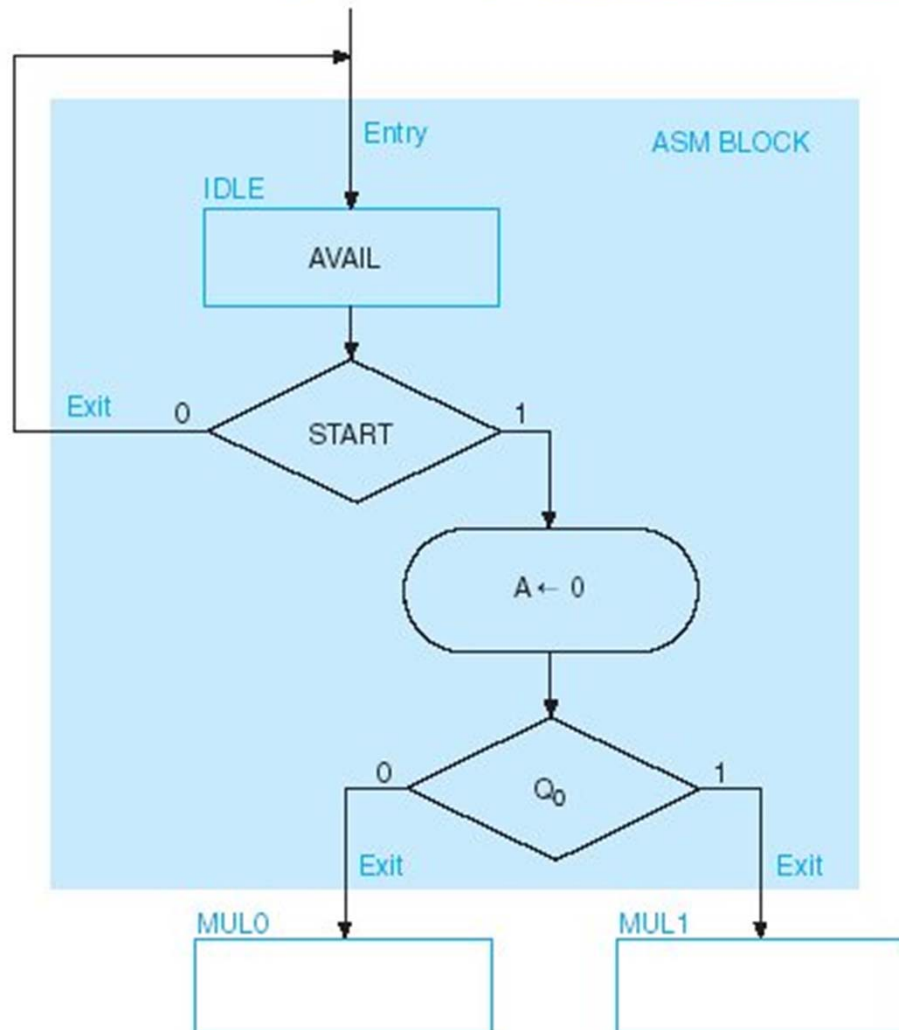 Entry
ASM BLOCK
IDLE
AVAIL
Exit
0
START
1
A ← 0
0
Q₀
1
Exit
Exit
MUL0
MUL1